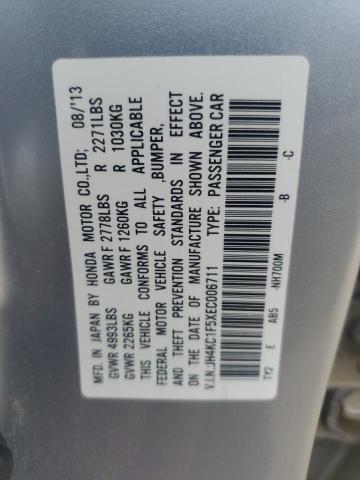 MFD. IN JAPAN BY HONDA MOTOR CO.,LTD; 08/'13
GVWR 4993LBS GAWR F 2778LBS R 2271LBS
GVWR 2265KG GAWR F 1260KG R 1030KG
THIS VEHICLE CONFORMS TO ALL APPLICABLE
FEDERAL MOTOR VEHICLE SAFETY ,BUMPER,
AND THEFT PREVENTION STANDARDS IN EFFECT
ON THE DATE OF MANUFACTURE SHOWN ABOVE.
V.I.N.:JH4KC1F5XEC006711 TYPE: PASSENGER CAR
TY2 E AB5 -NH700M -B -C